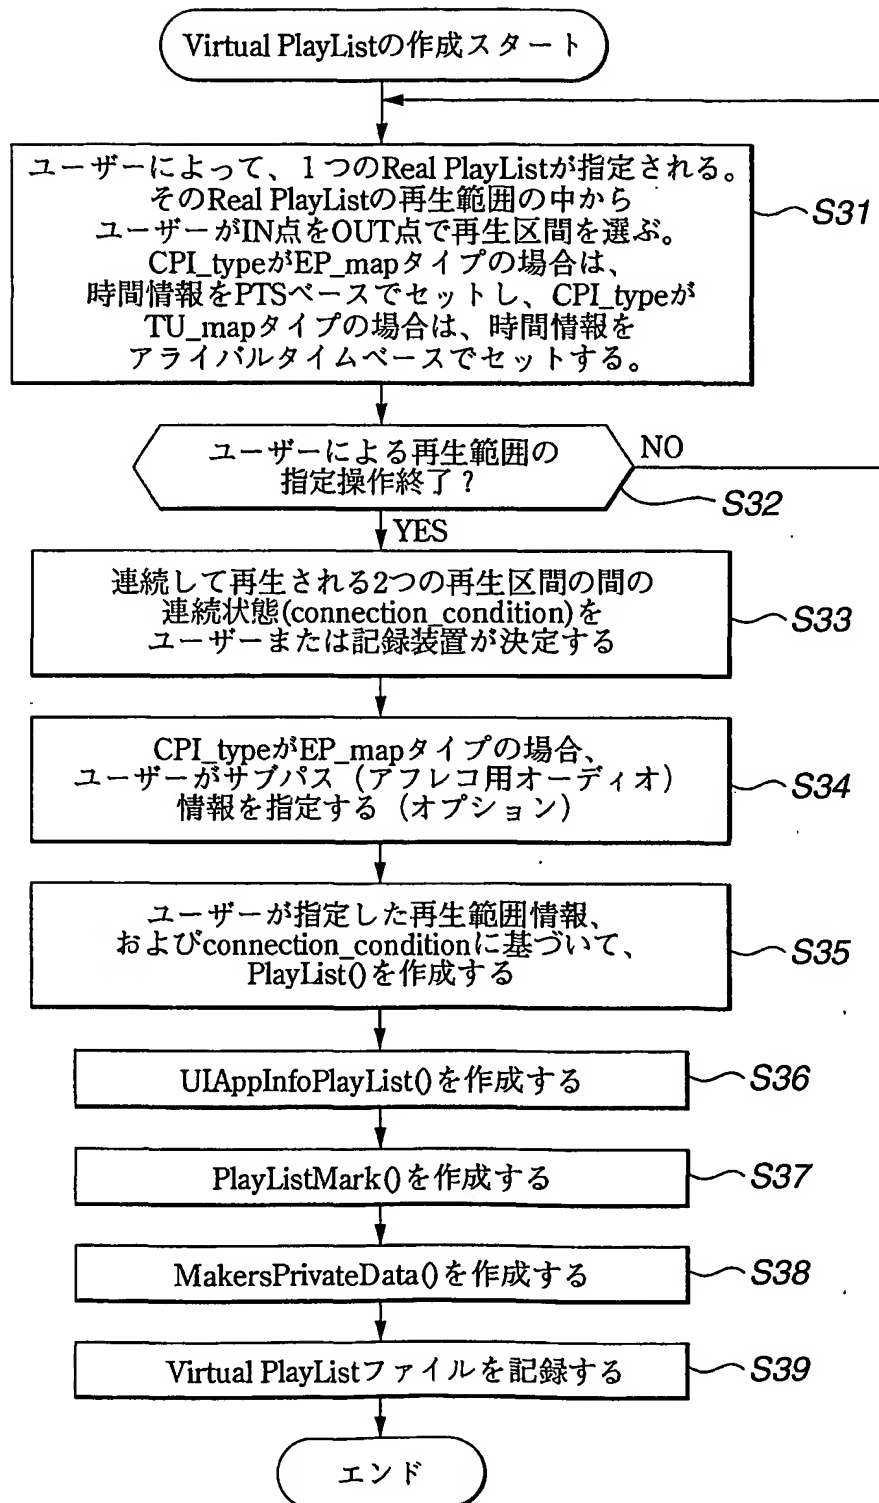 Virtual PlayListの作成スタート
ユーザーによって、1つのReal PlayListが指定される。
そのReal PlayListの再生範囲の中から
ユーザーがIN点をOUT点で再生区間を選ぶ。
CPI_typeがEP_mapタイプの場合は、
時間情報をPTSベースでセットし、CPI_typeが
TU_mapタイプの場合は、時間情報を
アライバルタイムベースでセットする。
S31
ユーザーによる再生範囲の
指定操作終了?
NO
S32
YES
連続して再生される2つの再生区間の間の
連続状態(connection_condition)を
ユーザーまたは記録装置が決定する
S33
CPI_typeがEP_mapタイプの場合、
ユーザーがサブパス(アフレコ用オーディオ)
情報を指定する(オプション)
S34
ユーザーが指定した再生範囲情報、
およびconnection_conditionに基づいて、
PlayList()を作成する
S35
UIAppInfoPlayList()を作成する
S36
PlayListMark()を作成する
S37
MakersPrivateData()を作成する
S38
Virtual PlayListファイルを記録する
S39
エンド